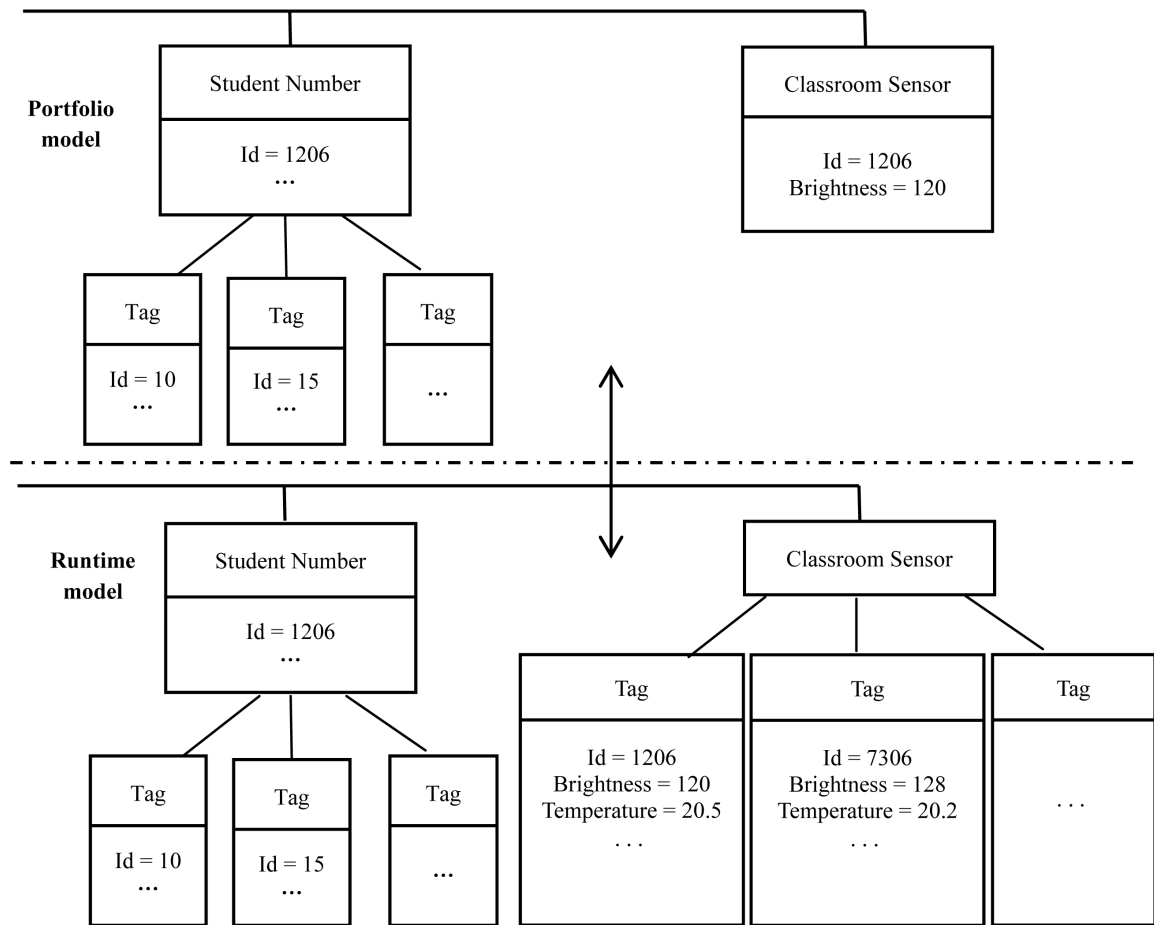 Portfolio
model
Student Number
Id = 1206
...
Classroom Sensor
Id = 1206
Brightness = 120
Tag
Id = 10
...
Tag
Id = 15
...
Tag
...
Runtime
model
Student Number
Id = 1206
...
Classroom Sensor
Tag
Id = 10
...
Tag
Id = 15
...
Tag
...
Tag
Id = 1206
Brightness = 120
Temperature = 20.5
. . .
Tag
Id = 7306
Brightness = 128
Temperature = 20.2
. . .
Tag
. . .